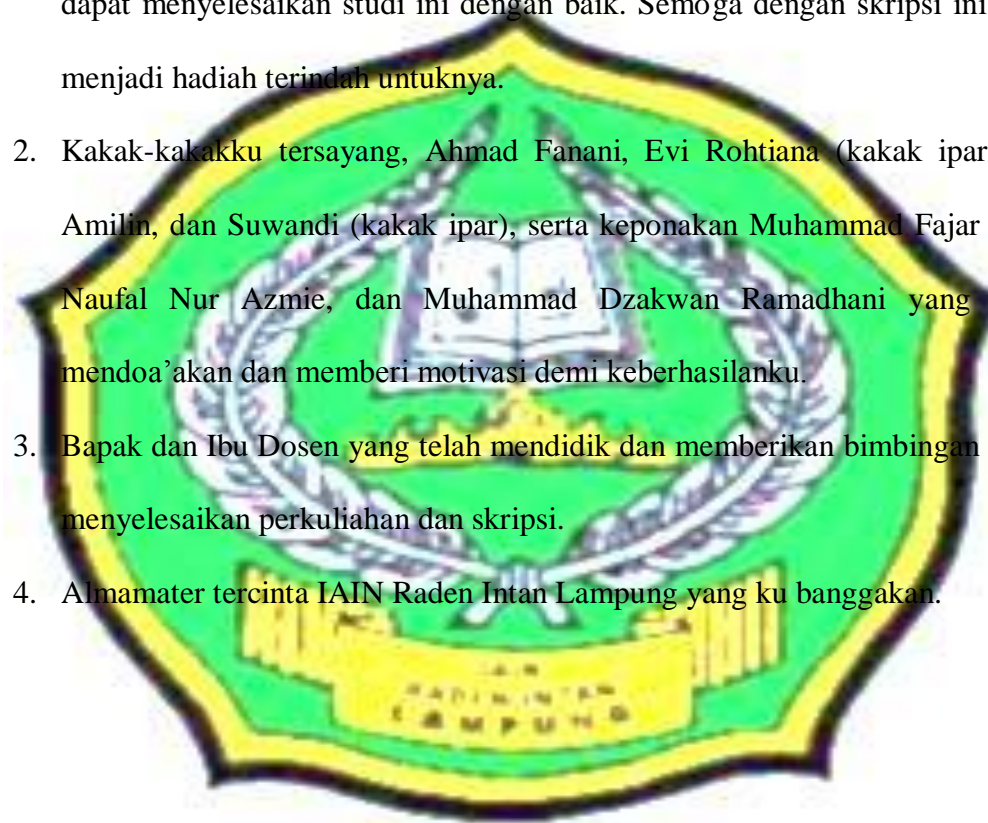 dapat menyelesaikan studi ini dengan baik. Semoga dengan skripsi ini
menjadi hadiah terindah untuknya.
2. Kakak-kakakku tersayang, Ahmad Fanani, Evi Rohtiana (kakak ipar
Amilin, dan Suwandi (kakak ipar), serta keponakan Muhammad Fajar
Naufal Nur Azmie, dan Muhammad Dzakwan Ramadhani yang
mendoa’akan dan memberi motivasi demi keberhasilanku.
3. Bapak dan Ibu Dosen yang telah mendidik dan memberikan bimbingan
menyelesaikan perkuliahan dan skripsi.
4. Almamater tercinta IAIN Raden Intan Lampung yang ku banggakan.
LAMPUNG